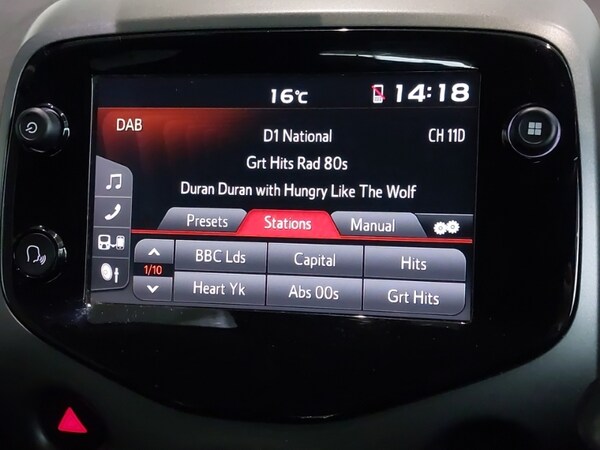 16°C 14:18
DAB
D1 National CH 11D
Grt Hits Rad 80s
Duran Duran with Hungry Like The Wolf
Presets Stations Manual
BBC Lds Capital Hits
1/10
Heart Yk Abs 00s Grt Hits